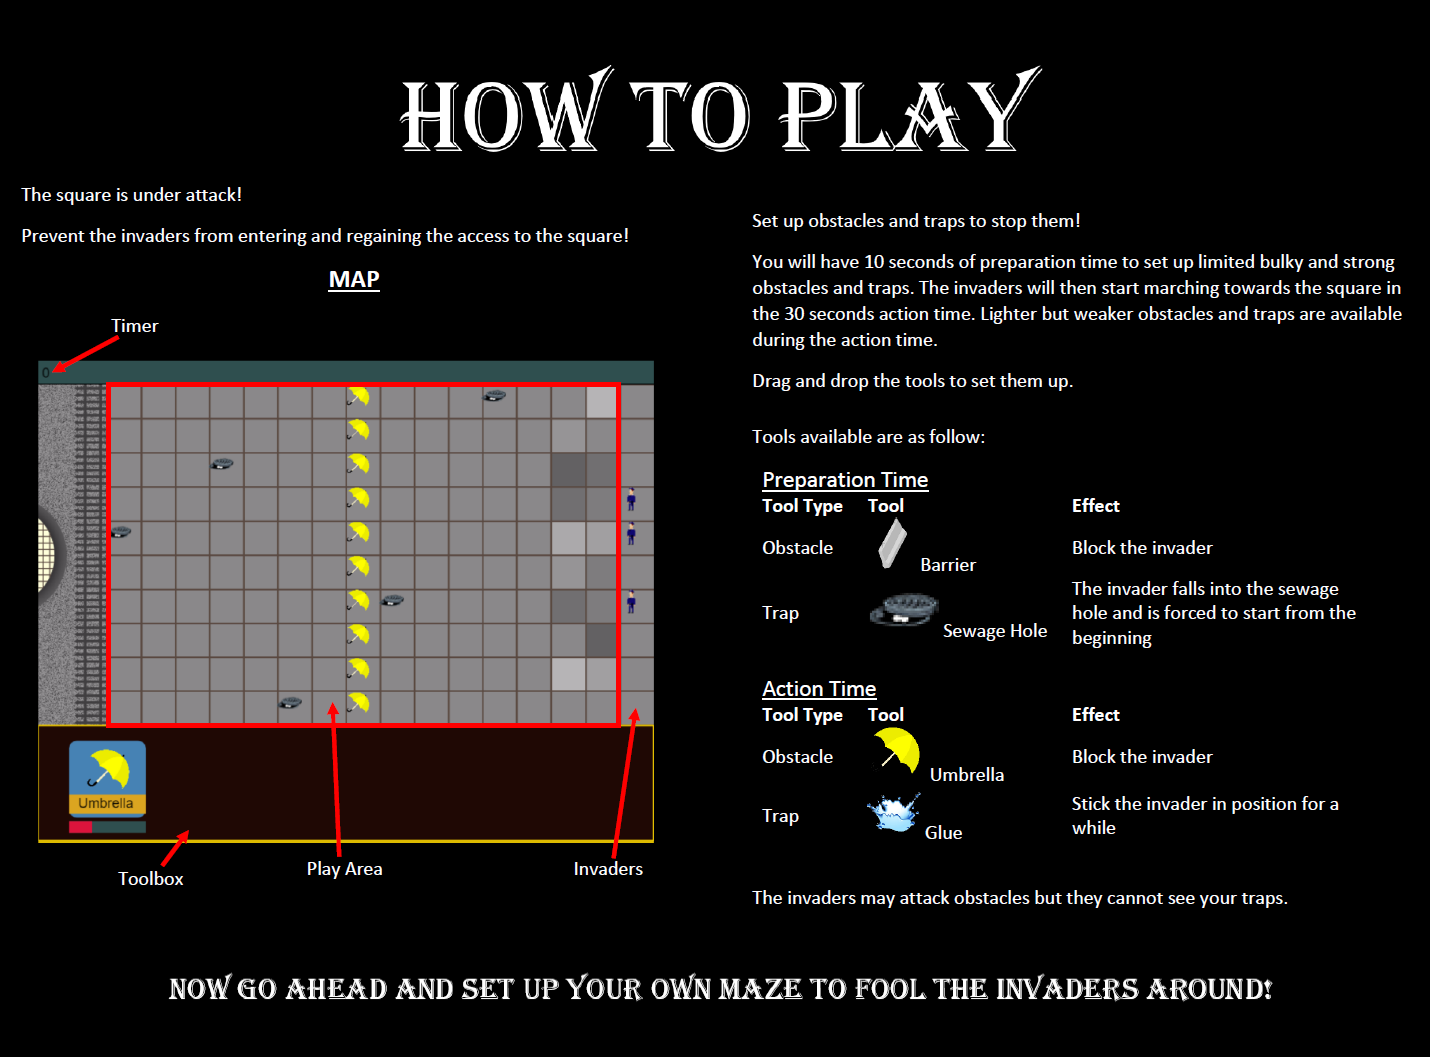 HOW TO PLAY
The square is under attack!
Prevent the invaders from entering and regaining the access to the square!
MAP
Timer
0
Umbrella
Toolbox
Play Area
Invaders
Set up obstacles and traps to stop them!
You will have 10 seconds of preparation time to set up limited bulky and strong
obstacles and traps. The invaders will then start marching towards the square in
the 30 seconds action time. Lighter but weaker obstacles and traps are available
during the action time.
Drag and drop the tools to set them up.
Tools available are as follow:
Preparation Time
Tool Type Tool Effect
Obstacle Barrier Block the invader
Trap Sewage Hole The invader falls into the sewage
hole and is forced to start from the
beginning
Action Time
Tool Type Tool Effect
Obstacle Umbrella Block the invader
Trap Glue Stick the invader in position for a
while
The invaders may attack obstacles but they cannot see your traps.
NOW GO AHEAD AND SET UP YOUR OWN MAZE TO FOOL THE INVADERS AROUND!